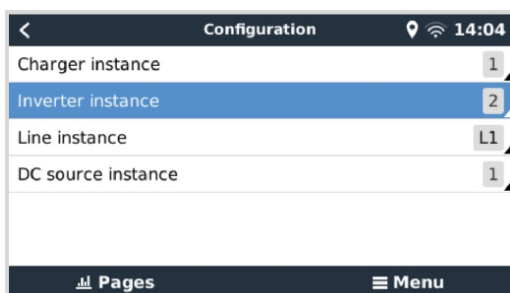 Configuration 14:04
Charger instance 1
Inverter instance 2
Line instance L1
DC source instance 1
Pages Menu